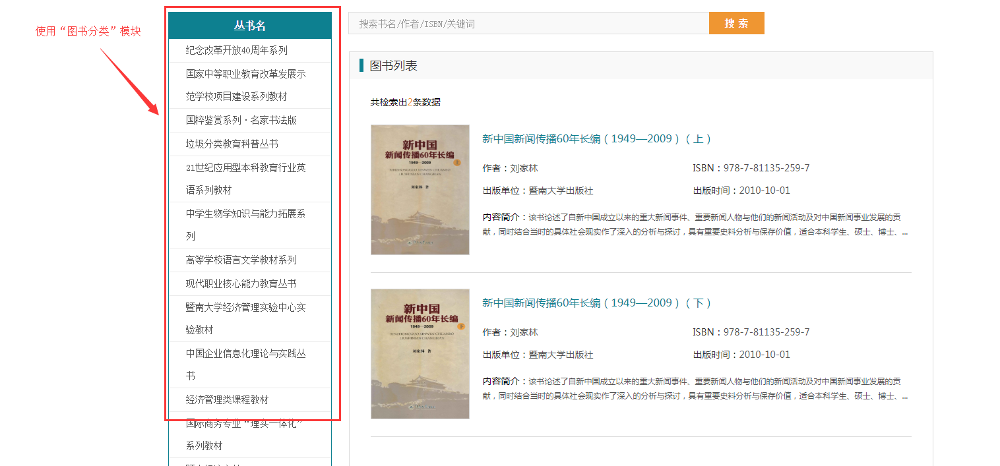 使用“图书分类”模块
丛书名
纪念改革开放40周年系列
国家中等职业教育改革发展示
范学校项目建设系列教材
国粹鉴赏系列·名家书法版
垃圾分类教育科普丛书
21世纪应用型本科教育行业英
语系列教材
中学生物学知识与能力拓展系
列
高等学校语言文学教材系列
现代职业核心能力教育丛书
暨南大学经济管理实验中心实
验教材
中国企业信息化理论与实践丛
书
经济管理类课程教材
国际商务专业“理实一体化”
系列教材
搜索书名/作者/ISBN/关键词
搜 索
图书列表
共检索出2条数据
新中国
新闻传播60年长编
1949—2009
上
XINZHONGGUO XINWEN CHUANBO
LIUSHINIAN CHANGBIAN
刘家林 著
新中国新闻传播60年长编（1949—2009）（上）
作者：刘家林
ISBN：978-7-81135-259-7
出版单位：暨南大学出版社
出版时间：2010-10-01
内容简介：该书论述了自新中国成立以来的重大新闻事件、重要新闻人物与他们的新闻活动及对中国新闻事业发展的贡
献，同时结合当时的具体社会现实作了深入的分析与探讨，具有重要史料分析与保存价值，适合本科学生、硕士、博士、...
新中国
新闻传播60年长编
1949—2009
下
XINZHONGGUO XINWEN CHUANBO
LIUSHINIAN CHANGBIAN
刘家林 著
新中国新闻传播60年长编（1949—2009）（下）
作者：刘家林
ISBN：978-7-81135-259-7
出版单位：暨南大学出版社
出版时间：2010-10-01
内容简介：该书论述了自新中国成立以来的重大新闻事件、重要新闻人物与他们的新闻活动及对中国新闻事业发展的贡
献，同时结合当时的具体社会现实作了深入的分析与探讨，具有重要史料分析与保存价值，适合本科学生、硕士、博士、...